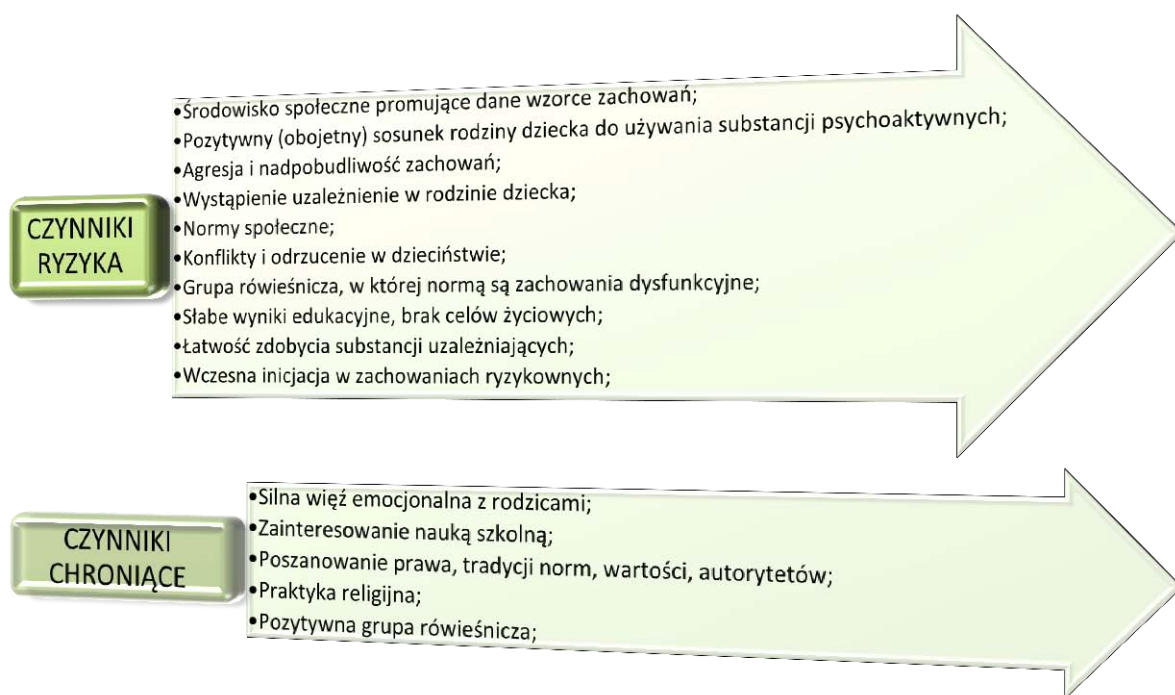 CZYNNIKI
RYZYKA
•Środowisko społeczne promujące dane wzorce zachowań;
•Pozytywny (obojetny) sosunek rodziny dziecka do używania substancji psychoaktywnych;
•Agresja i nadpobudliwość zachowań;
•Wystąpienie uzależnienie w rodzinie dziecka;
•Normy społeczne;
•Konflikty i odrzucenie w dzieciństwie;
•Grupa rówieśnicza, w której normą są zachowania dysfunkcyjne;
•Słabe wyniki edukacyjne, brak celów życiowych;
•Łatwość zdobycia substancji uzależniających;
•Wczesna inicjacja w zachowaniach ryzykownych;
CZYNNIKI
CHRONIĄCE
•Silna więź emocjonalna z rodzicami;
•Zainteresowanie nauką szkolną;
•Poszanowanie prawa, tradycji norm, wartości, autorytetów;
•Praktyka religijna;
•Pozytywna grupa rówieśnicza;